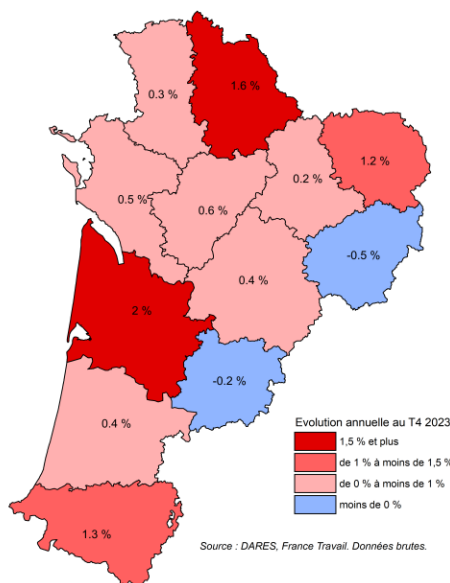 0.3 %
1.6 %
1.2 %
0.2 %
0.5 %
0.6 %
-0.5 %
0.4 %
2 %
-0.2 %
0.4 %
1.3 %
Evolution annuelle au T4 2023
1,5 % et plus
de 1 % à moins de 1,5 %
de 0 % à moins de 1 %
moins de 0 %
Source : DARES, France Travail. Données brutes.